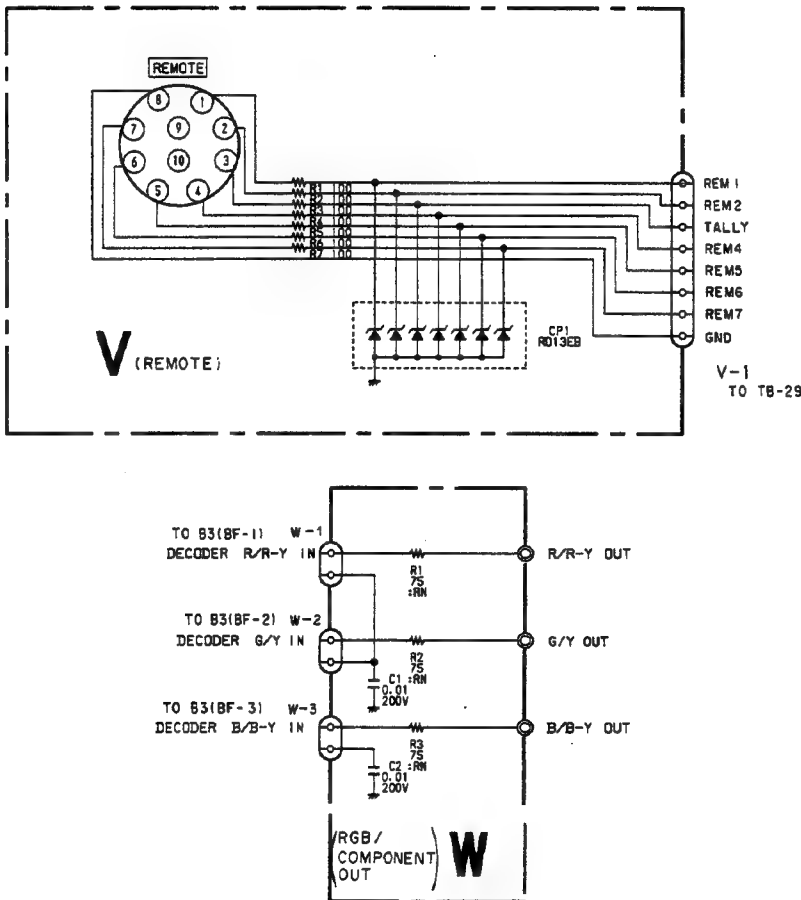 REMOTE
8 1
7 9 2
6 10 3
5 4
R1 100
R2 100
R3 100
R4 100
R5 100
R6 100
R7 100
REM 1
REM2
TALLY
REM4
REM5
REM6
REM7
GND
CP1
RD13EB
V (REMOTE)
V-1
TO TB-29
TO B3(BF-1) W-1
DECODER R/R-Y IN
R/R-Y OUT
R1
75
:RN
TO B3(BF-2) W-2
DECODER G/Y IN
G/Y OUT
R2
75
:RN
C1
0.01
200V
TO B3(BF-3) W-3
DECODER B/B-Y IN
B/B-Y OUT
R3
75
:RN
C2
0.01
200V
(RGB/
COMPONENT
OUT) W